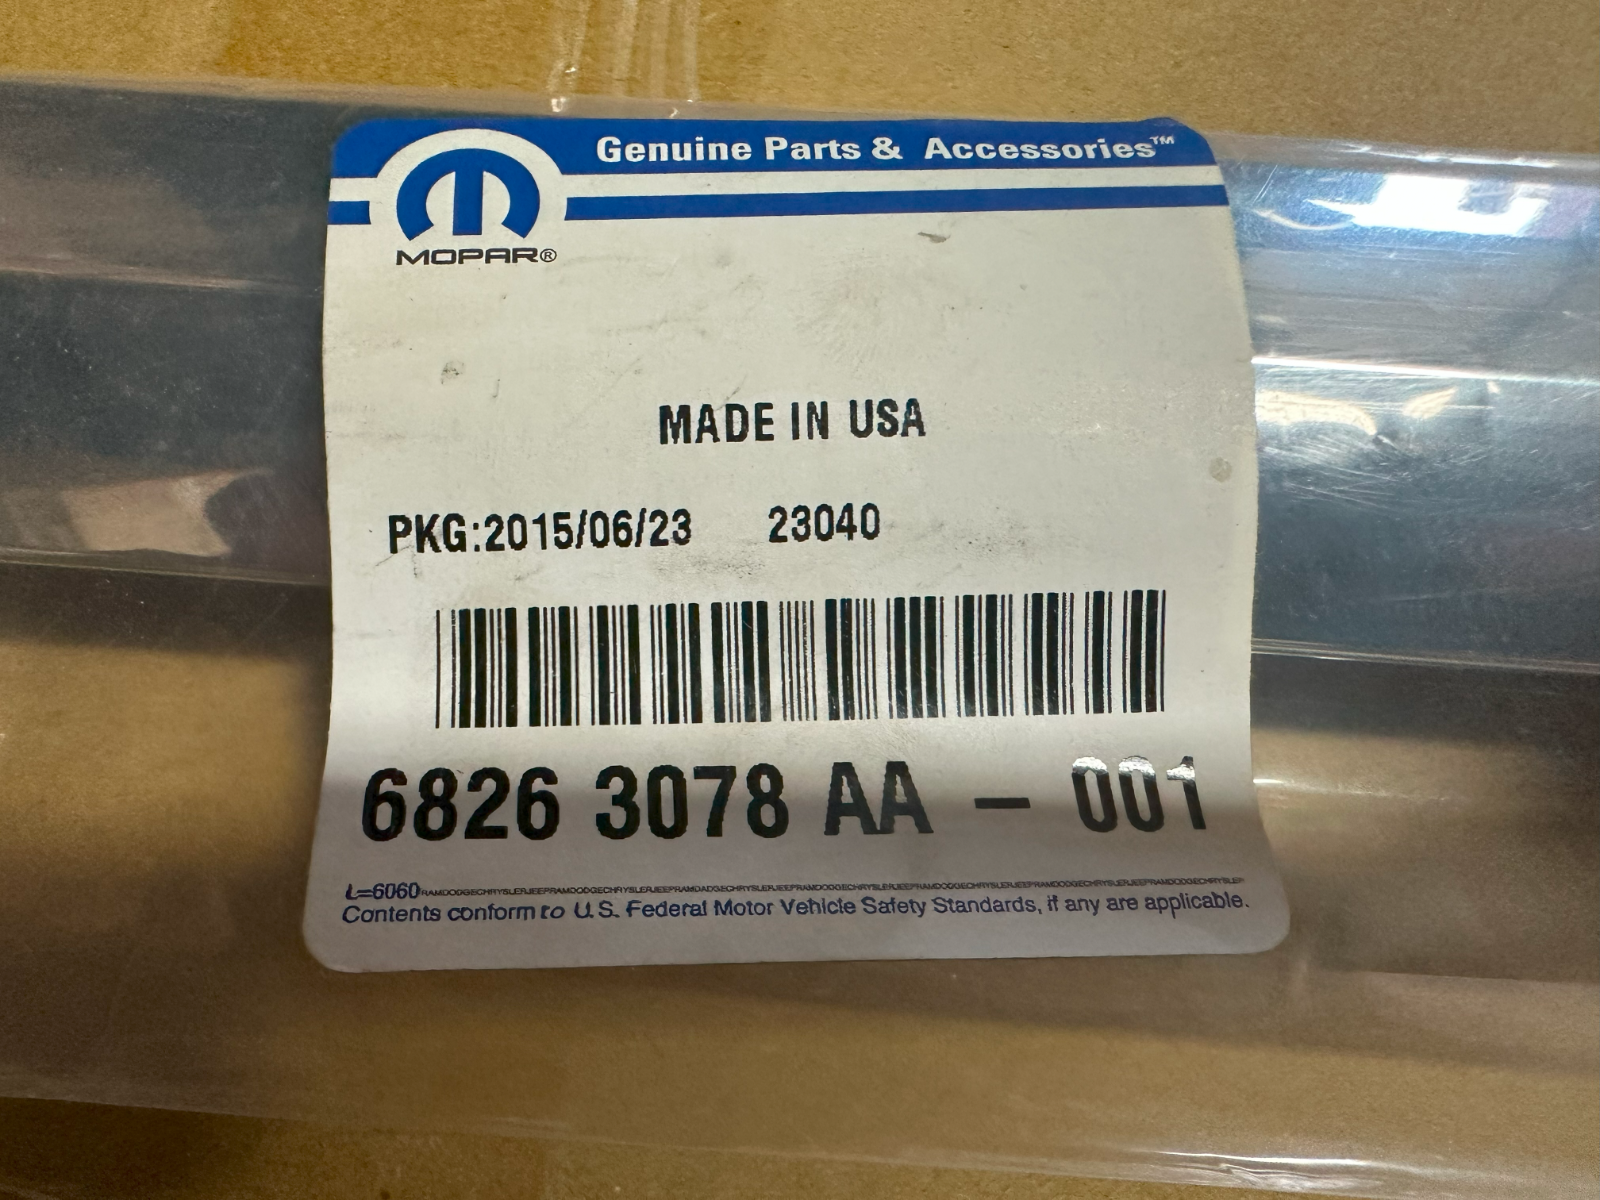 Genuine Parts & Accessories™
MOPAR®
MADE IN USA
PKG:2015/06/23 23040
6826 3078 AA – 001
L=6060RAMDODGECHRYSLERJEEPRAMDODGECHRYSLERJEEPRAMDADGECHRYSLERJEEPRAMDODGECHRYSLERJEEPRAMDODGECHRYSLERJEEPRAMDODGECHRYSLERJEEPRAMDODGECHRYSLER
Contents conform to U.S. Federal Motor Vehicle Safety Standards, if any are applicable.